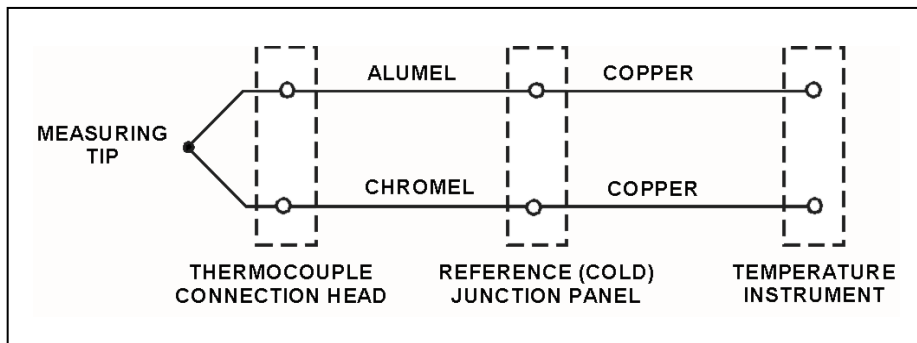 ALUMEL
COPPER
MEASURING
TIP
CHROMEL
COPPER
THERMOCOUPLE
CONNECTION HEAD
REFERENCE (COLD)
JUNCTION PANEL
TEMPERATURE
INSTRUMENT